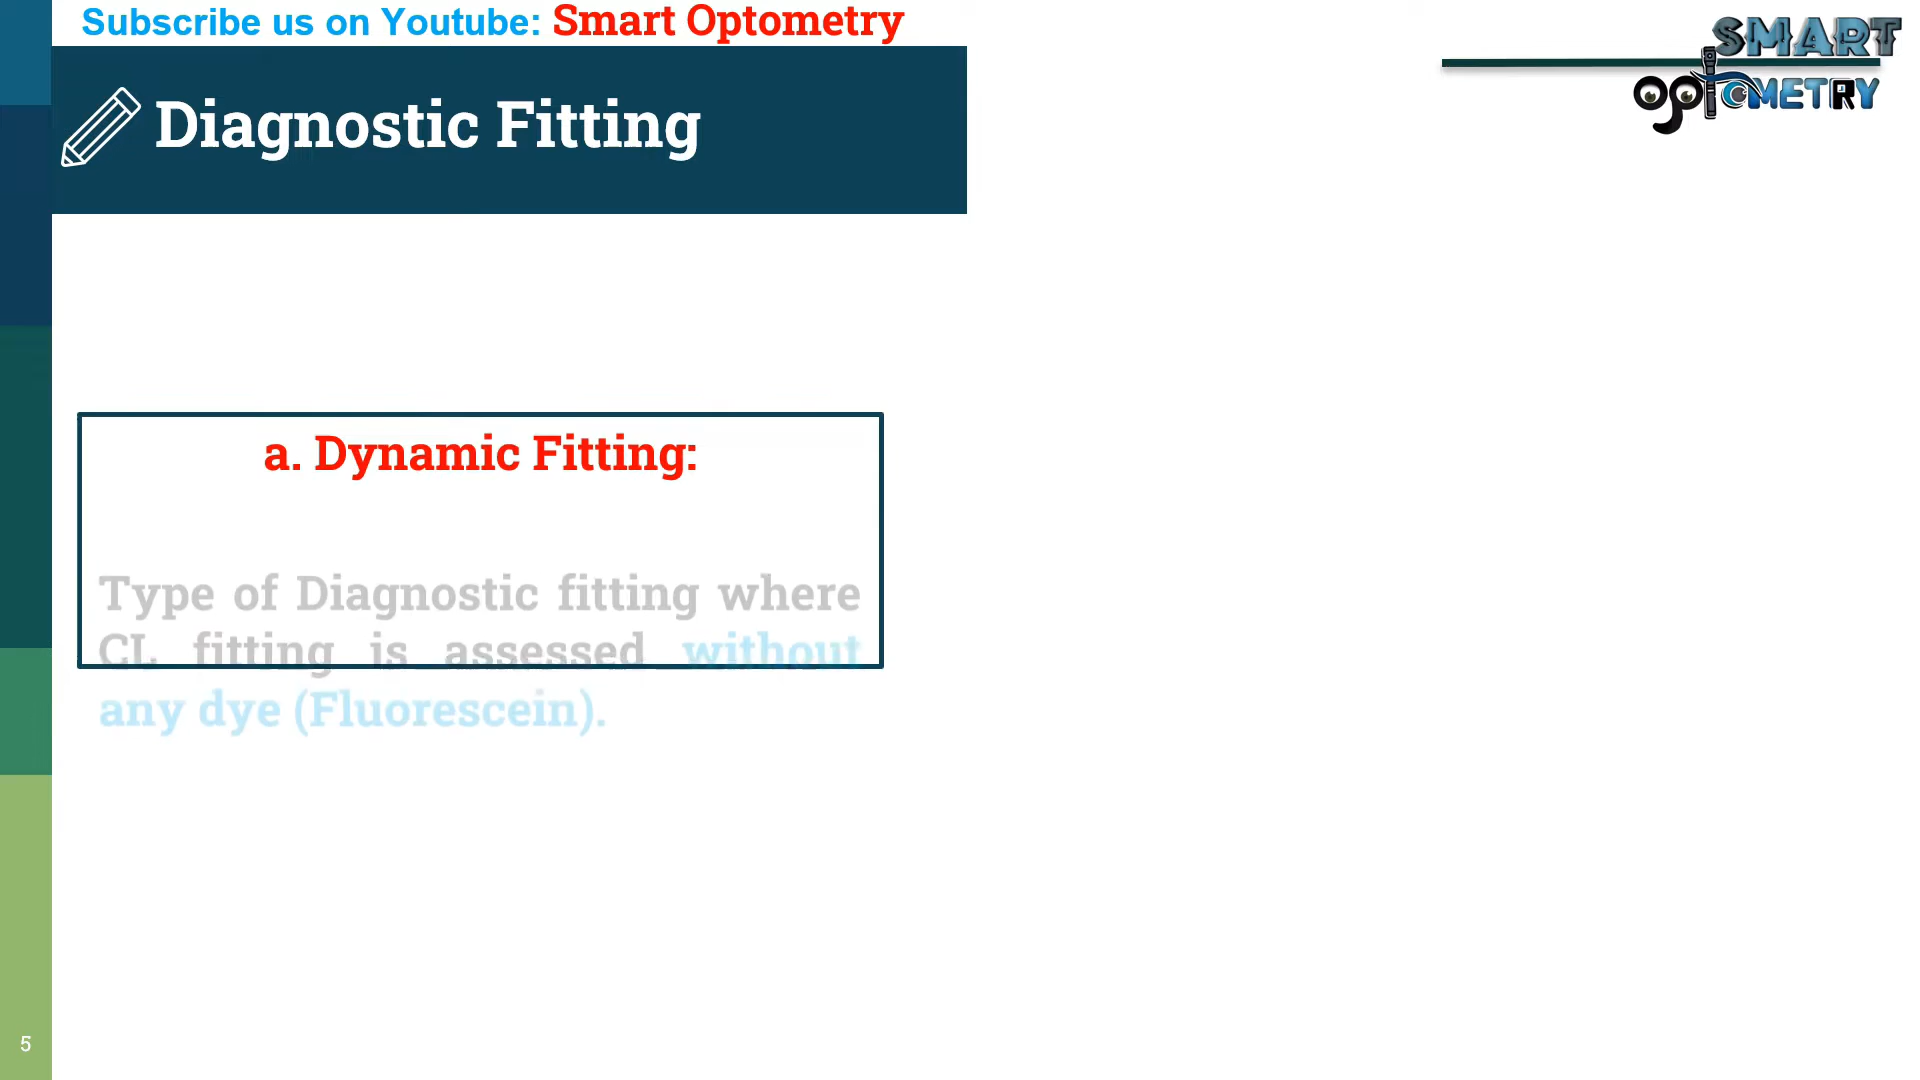 Subscribe us on Youtube: Smart Optometry
SMART
optOMETRY
Diagnostic Fitting
a. Dynamic Fitting:
Type of Diagnostic fitting where
CL fitting is assessed without
any dye (Fluorescein).
5